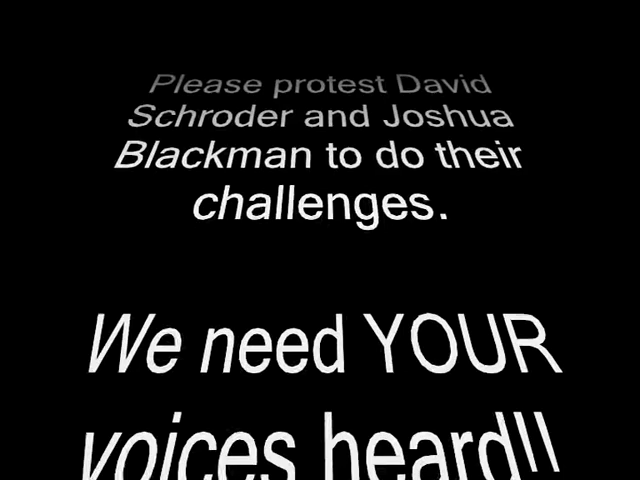 Please protest David
Schroder and Joshua
Blackman to do their
challenges.
We need YOUR
voices heard!!